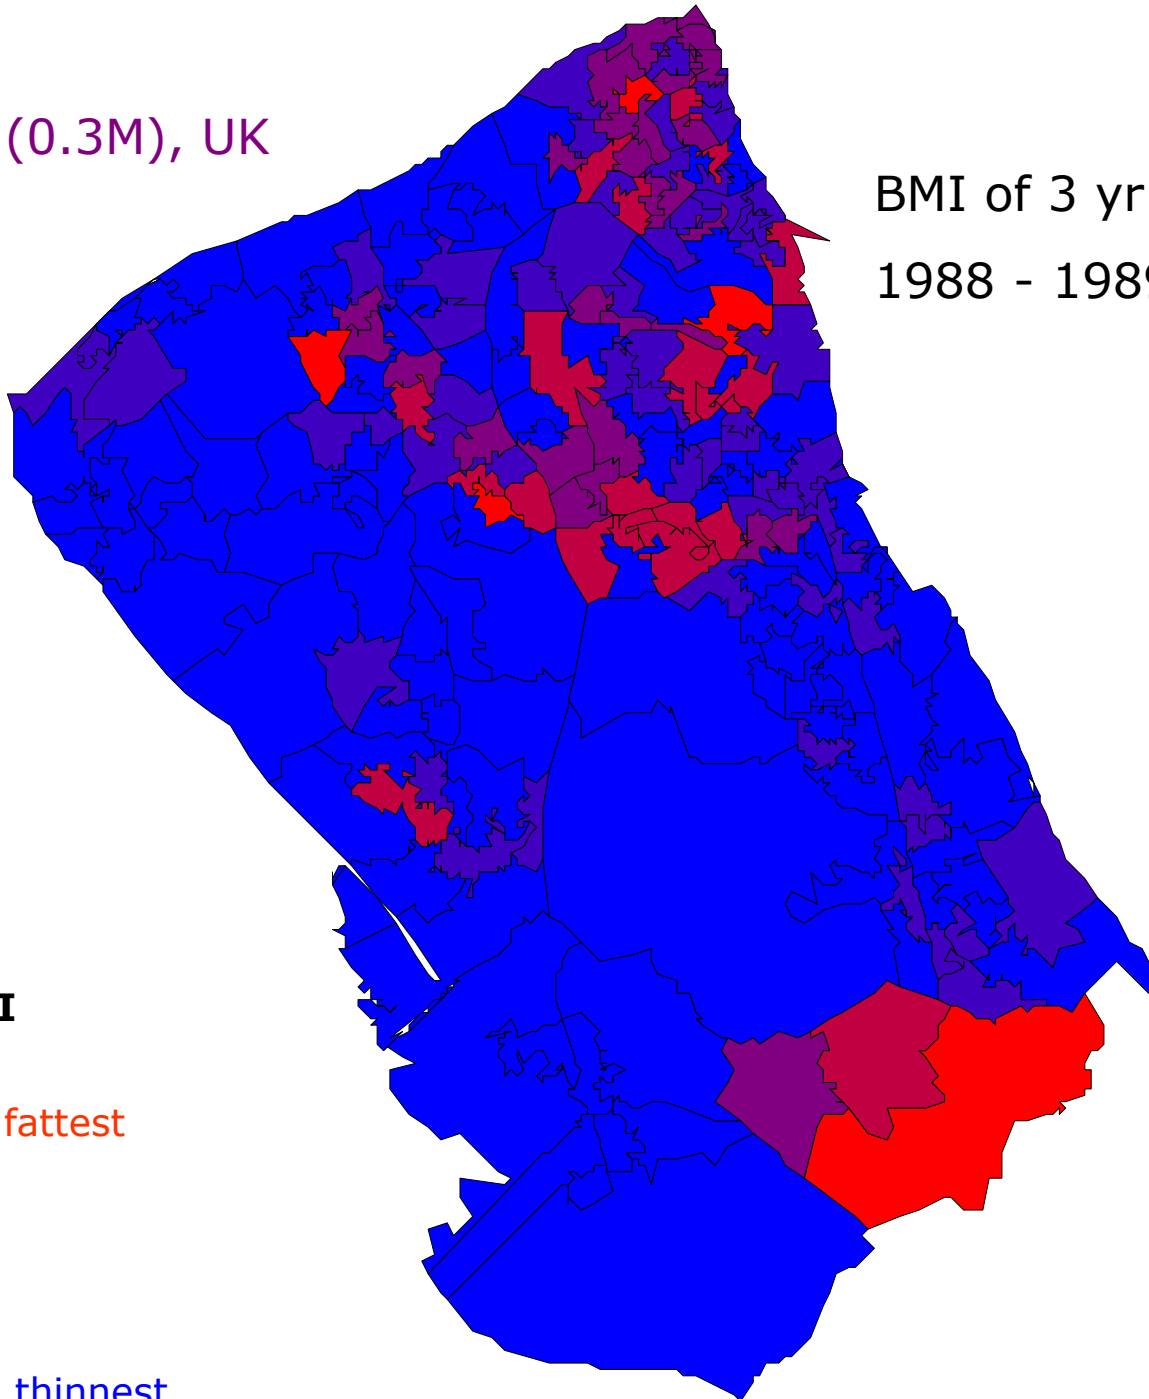 (0.3M), UK
BMI of 3 yr
1988 - 198
I
fattest
thinnest